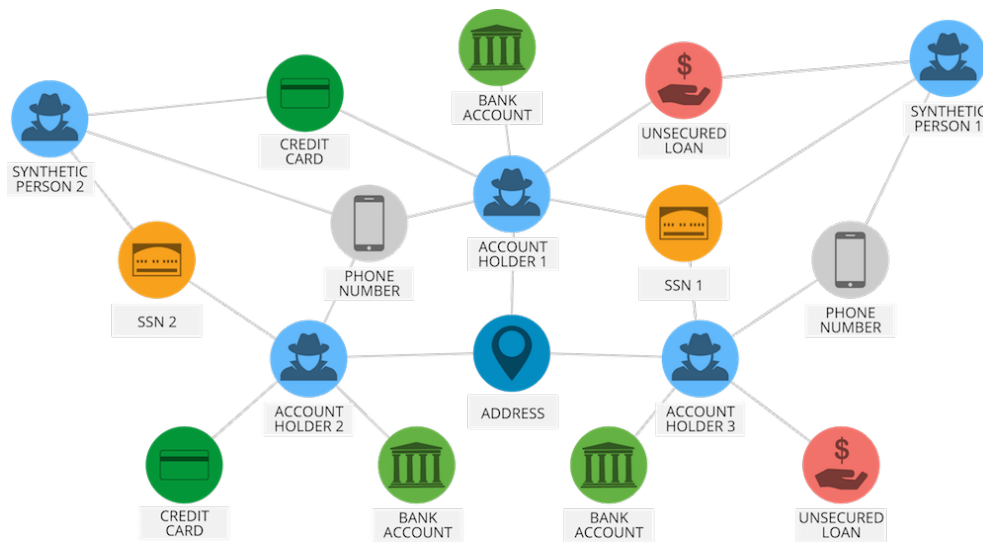 BANK
ACCOUNT
UNSECURED
LOAN
SYNTHETIC
PERSON 1
CREDIT
CARD
SYNTHETIC
PERSON 2
ACCOUNT
HOLDER 1
PHONE
NUMBER
SSN 1
PHONE
NUMBER
SSN 2
ACCOUNT
HOLDER 2
ADDRESS
ACCOUNT
HOLDER 3
CREDIT
CARD
BANK
ACCOUNT
BANK
ACCOUNT
UNSECURED
LOAN